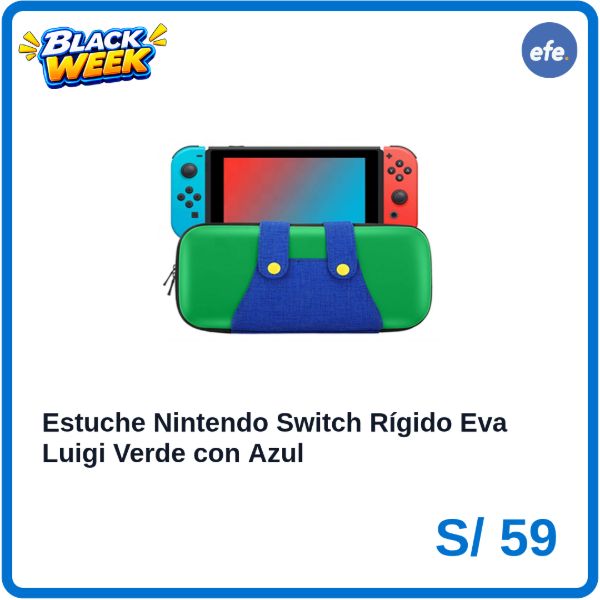 BLACK
WEEK
efe.
Estuche Nintendo Switch Rígido Eva
Luigi Verde con Azul
S/ 59